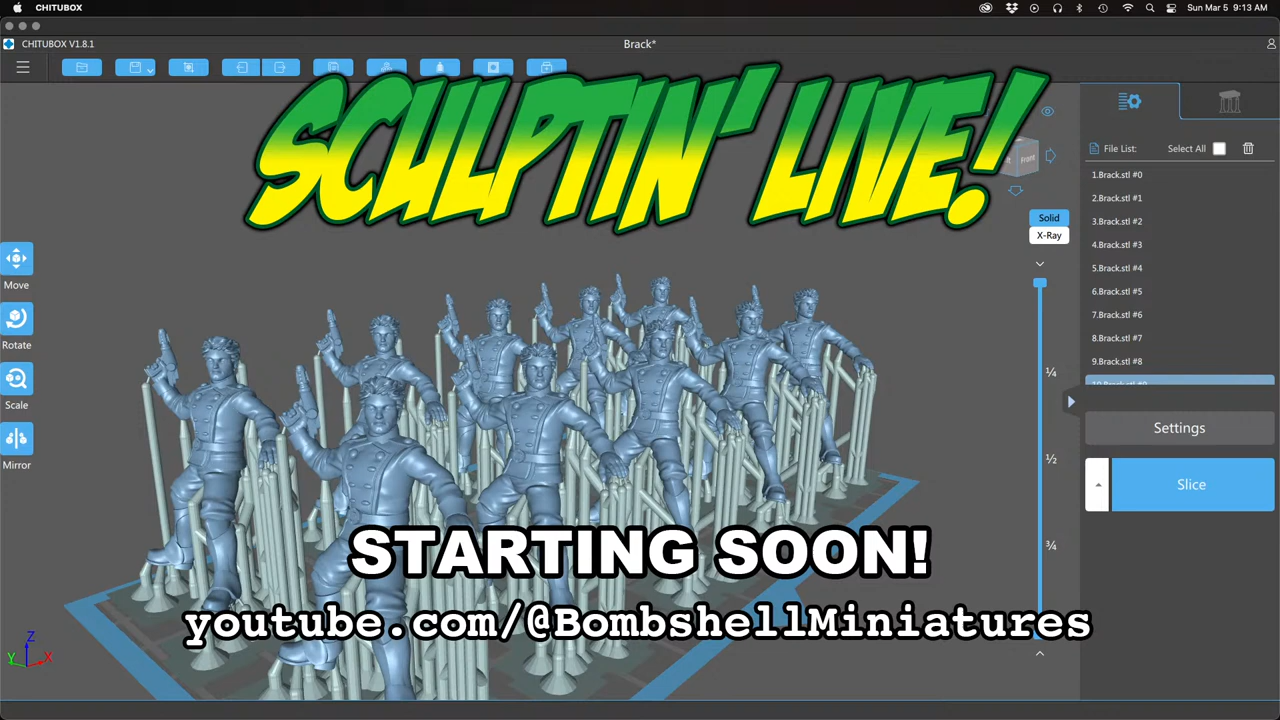 CHITUBOX
Sun Mar 5 9:13 AM
CHITUBOX V1.8.1
Brack*
SCULPTIN' LIVE!
File List:
Select All
Front
1.Brack.stl #0
2.Brack.stl #1
3.Brack.stl #2
4.Brack.stl #3
5.Brack.stl #4
6.Brack.stl #5
7.Brack.stl #6
8.Brack.stl #7
9.Brack.stl #8
Solid
X-Ray
Move
Rotate
Scale
Mirror
¼
½
¾
Settings
Slice
STARTING SOON!
youtube.com/@BombshellMiniatures
Z
Y
X